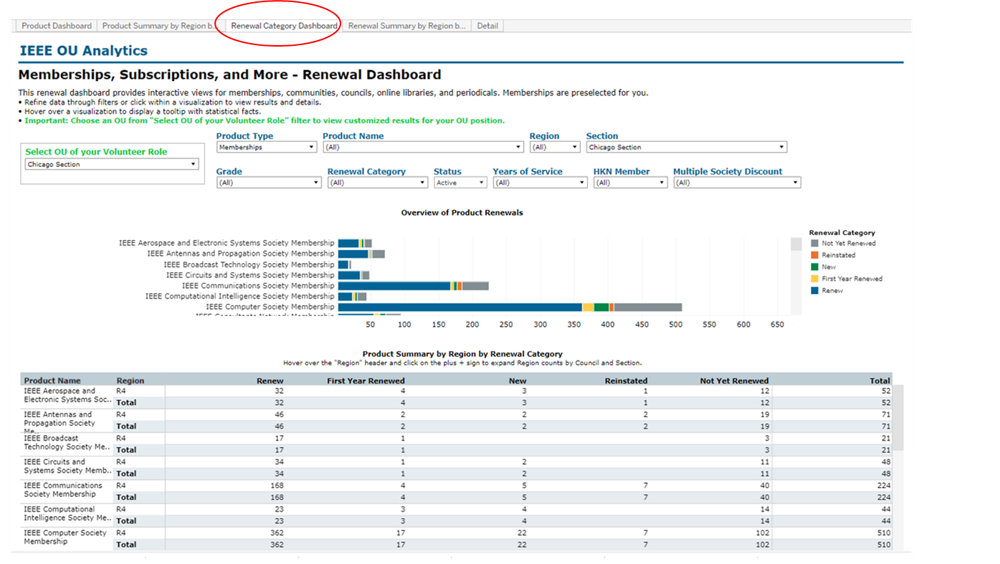 Product Dashboard Product Summary by Region b... Renewal Category Dashboard Renewal Summary by Region b... Detail
IEEE OU Analytics
Memberships, Subscriptions, and More - Renewal Dashboard
This renewal dashboard provides interactive views for memberships, communities, councils, online libraries, and periodicals. Memberships are preselected for you.
• Refine data through filters or click within a visualization to view results and details.
• Hover over a visualization to display a tooltip with statistical facts.
• Important: Choose an OU from "Select OU of your Volunteer Role" filter to view customized results for your OU position.
Product Type Product Name Region Section
Memberships (All) (All) Chicago Section
Select OU of your Volunteer Role
Chicago Section
Grade Renewal Category Status Years of Service HKN Member Multiple Society Discount
(All) (All) Active (All) (All) (All)
Overview of Product Renewals
IEEE Aerospace and Electronic Systems Society Membership
IEEE Antennas and Propagation Society Membership
IEEE Broadcast Technology Society Membership
IEEE Circuits and Systems Society Membership
IEEE Communications Society Membership
IEEE Computational Intelligence Society Membership
IEEE Computer Society Membership
IEEE Consultants Network Membership
50 100 150 200 250 300 350 400 450 500 550 600 650
Renewal Category
Not Yet Renewed
Reinstated
New
First Year Renewed
Renew
Product Summary by Region by Renewal Category
Hover over the "Region" header and click on the plus + sign to expand Region counts by Council and Section.
Product Name Region Renew First Year Renewed New Reinstated Not Yet Renewed Total
IEEE Aerospace and R4 32 4 3 1 12 52
Electronic Systems Soc.. Total 32 4 3 1 12 52
IEEE Antennas and R4 46 2 2 2 19 71
Propagation Society Total 46 2 2 2 19 71
Me..
IEEE Broadcast R4 17 1 3 21
Technology Society Me.. Total 17 1 3 21
IEEE Circuits and R4 34 1 2 11 48
Systems Society Memb.. Total 34 1 2 11 48
IEEE Communications R4 168 4 5 7 40 224
Society Membership Total 168 4 5 7 40 224
IEEE Computational R4 23 3 4 14 44
Intelligence Society Me.. Total 23 3 4 14 44
IEEE Computer Society R4 362 17 22 7 102 510
Membership Total 362 17 22 7 102 510